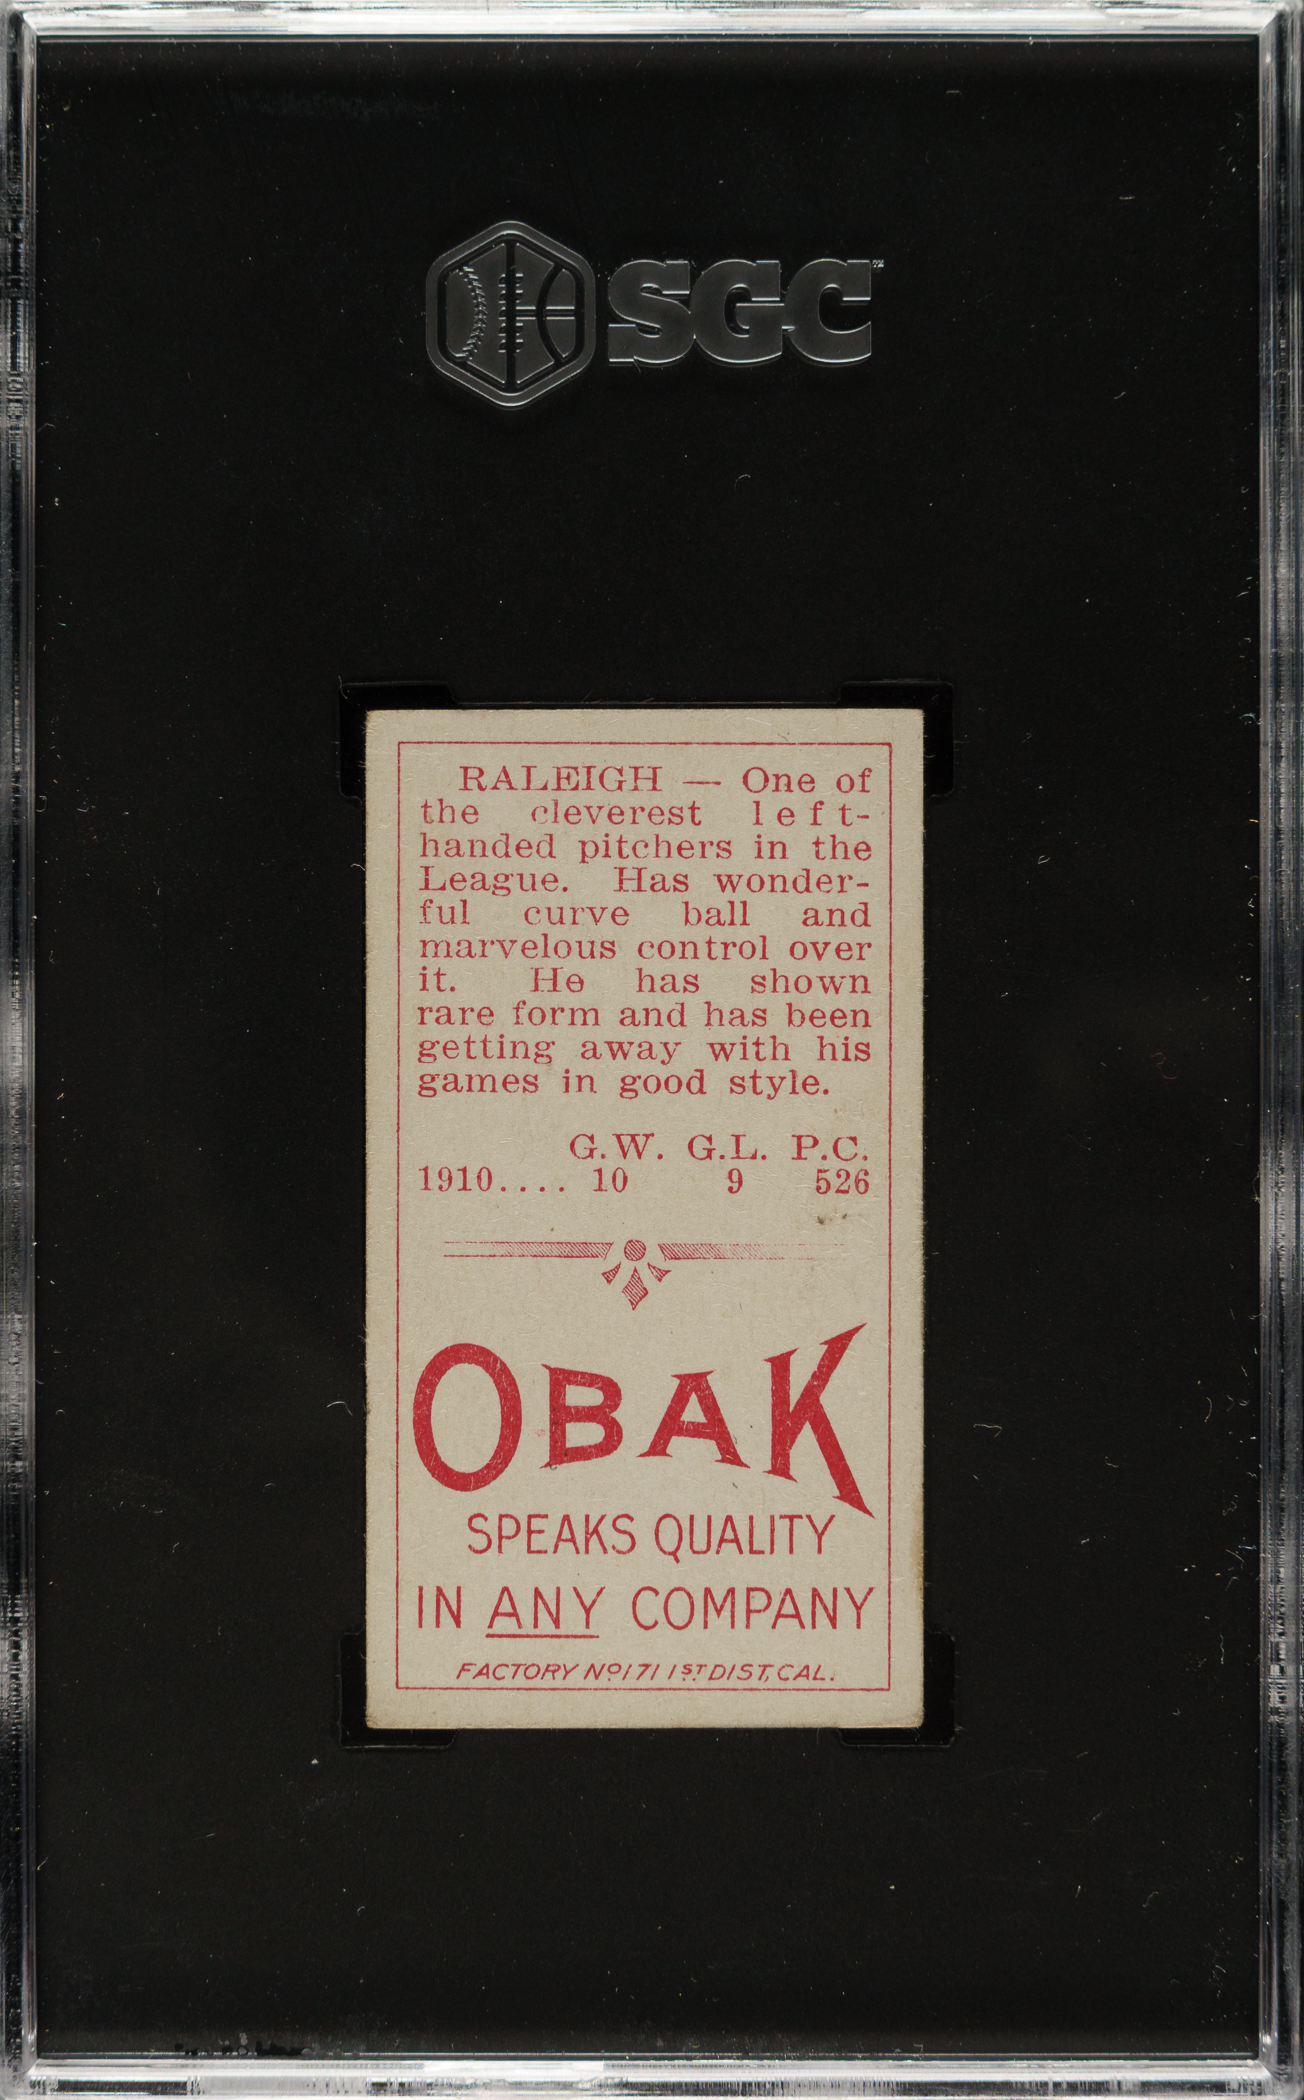 SGC™
RALEIGH — One of
the cleverest left-
handed pitchers in the
League. Has wonder-
ful curve ball and
marvelous control over
it. He has shown
rare form and has been
getting away with his
games in good style.
G.W. G.L. P.C.
1910.... 10 9 526
OBAK
SPEAKS QUALITY
IN ANY COMPANY
FACTORY No 171 1ST DIST, CAL.